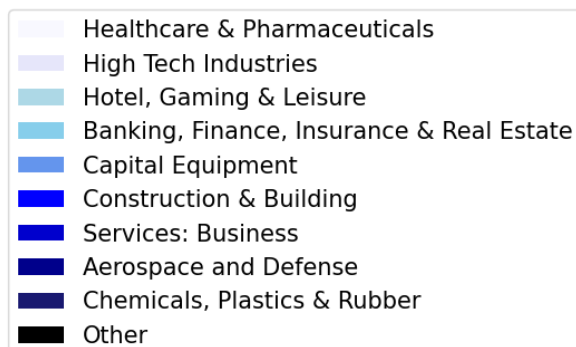 Healthcare & Pharmaceuticals
High Tech Industries
Hotel, Gaming & Leisure
Banking, Finance, Insurance & Real Estate
Capital Equipment
Construction & Building
Services: Business
Aerospace and Defense
Chemicals, Plastics & Rubber
Other